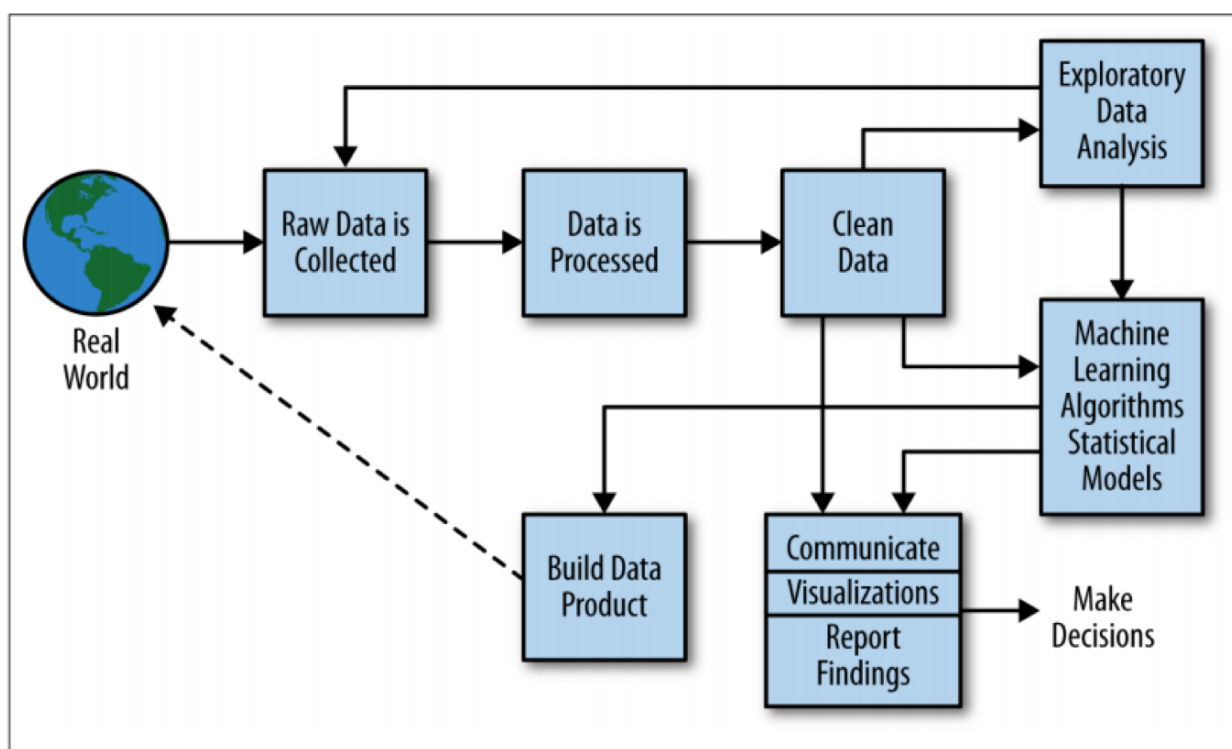 Exploratory
Data
Analysis
Raw Data is
Collected
Data is
Processed
Clean
Data
Real
World
Machine
Learning
Algorithms
Statistical
Models
Build Data
Product
Communicate
Visualizations
Report
Findings
Make
Decisions